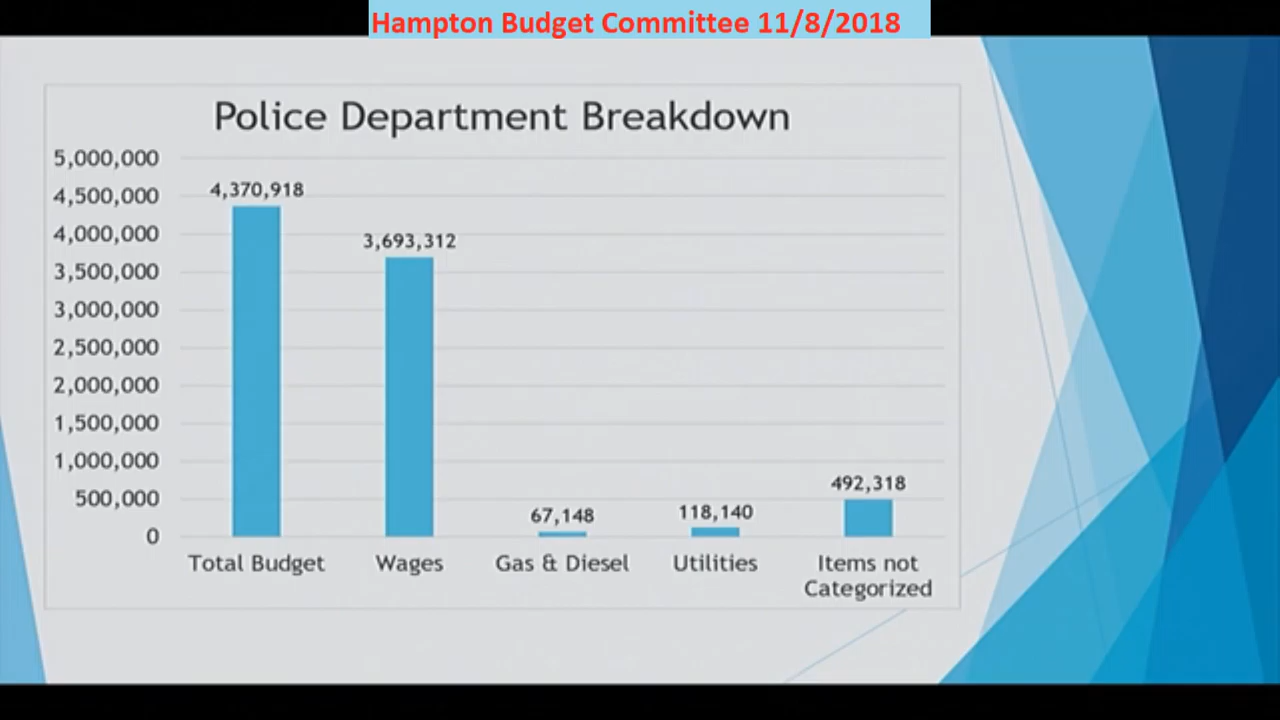 Hampton Budget Committee 11/8/2018
Police Department Breakdown
5,000,000
4,500,000
4,000,000
3,500,000
3,000,000
2,500,000
2,000,000
1,500,000
1,000,000
500,000
0
4,370,918
3,693,312
67,148
118,140
492,318
Total Budget
Wages
Gas & Diesel
Utilities
Items not
Categorized